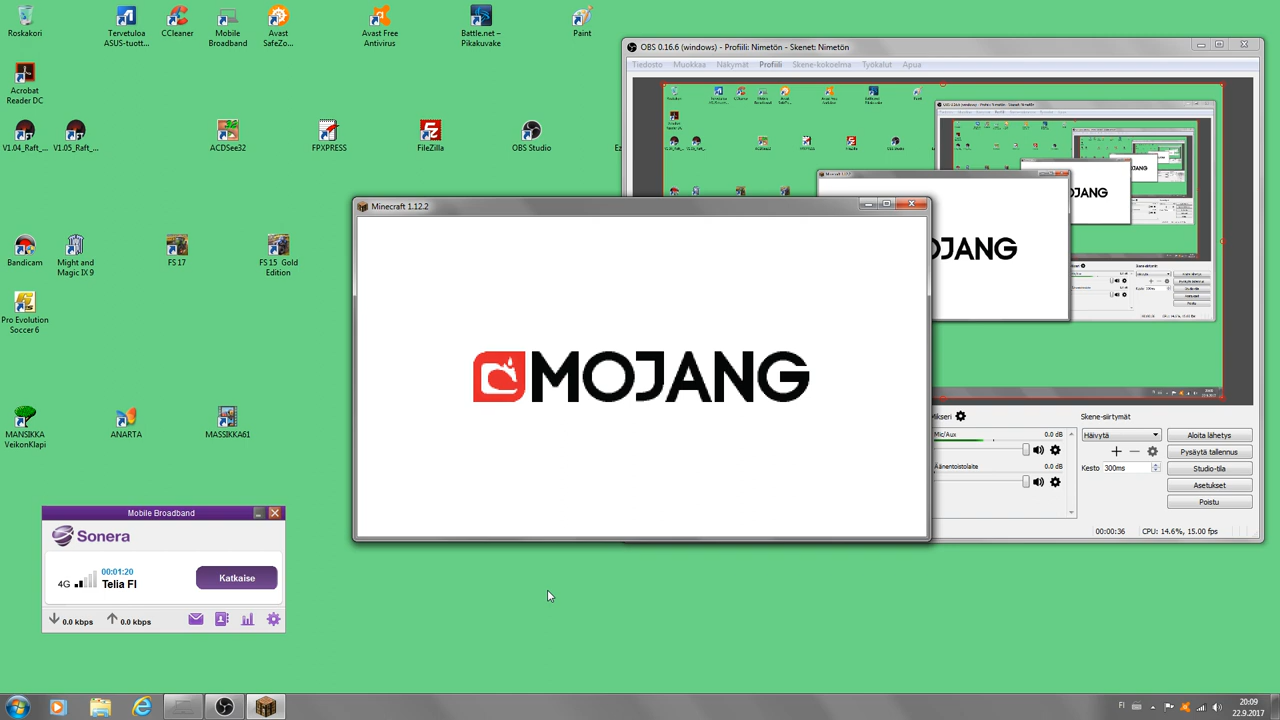 Roskakori
Tervetuloa
ASUS-tuott...
CCleaner
Mobile
Broadband
Avast
SafeZo...
Avast Free
Antivirus
Battle.net –
Pikakuvake
Paint
Acrobat
Reader DC
V1.04_Raft_...
V1.05_Raft_...
ACDSee32
FPXPRESS
FileZilla
OBS Studio
Bandicam
Might and
Magic IX 9
FS 17
FS 15 Gold
Edition
Pro Evolution
Soccer 6
MANSIKKA
VeikonKlapi
ANARTA
MASSIKKA61
OBS 0.16.6 (windows) - Profiili: Nimetön - Skenet: Nimetön
Tiedosto Muokkaa Näkymät Profiili Skene-kokoelma Työkalut Apua
MOJANG
Minecraft 1.12.2
MOJANG
Mikseri
Mic/Aux 0.0 dB
Äänentoistolaite 0.0 dB
Skene-siirtymät
Häivytä
Kesto 300ms
Aloita lähetys
Pysäytä tallennus
Studio-tila
Asetukset
Poistu
00:00:36 CPU: 14.6%, 15.00 fps
Mobile Broadband
Sonera
4G
00:01:20
Telia FI
Katkaise
0.0 kbps 0.0 kbps
FI
20:09
22.9.2017